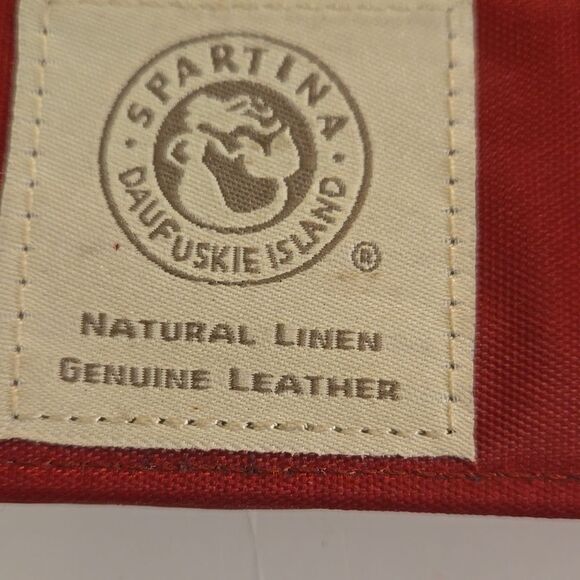 · SPARTINA ·
DAUFUSKIE ISLAND
®
NATURAL LINEN
GENUINE LEATHER